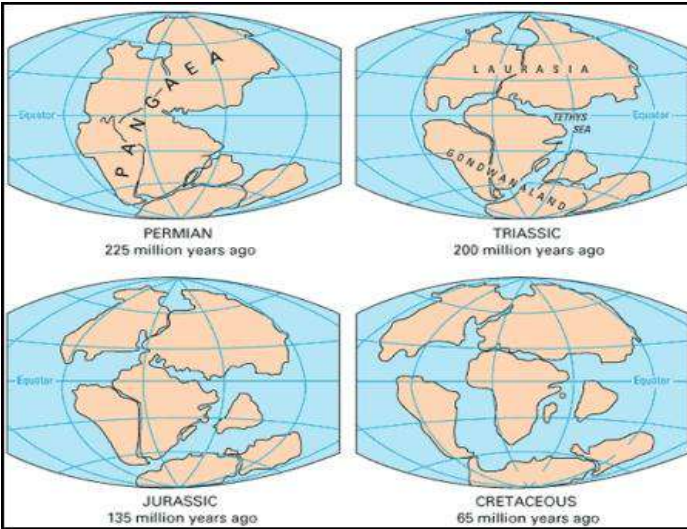 PANGAEA
Equator
PERMIAN
225 million years ago
LAURASIA
TETHYS
SEA
Equator
GONDWANALAND
TRIASSIC
200 million years ago
Equator
JURASSIC
135 million years ago
Equator
CRETACEOUS
65 million years ago